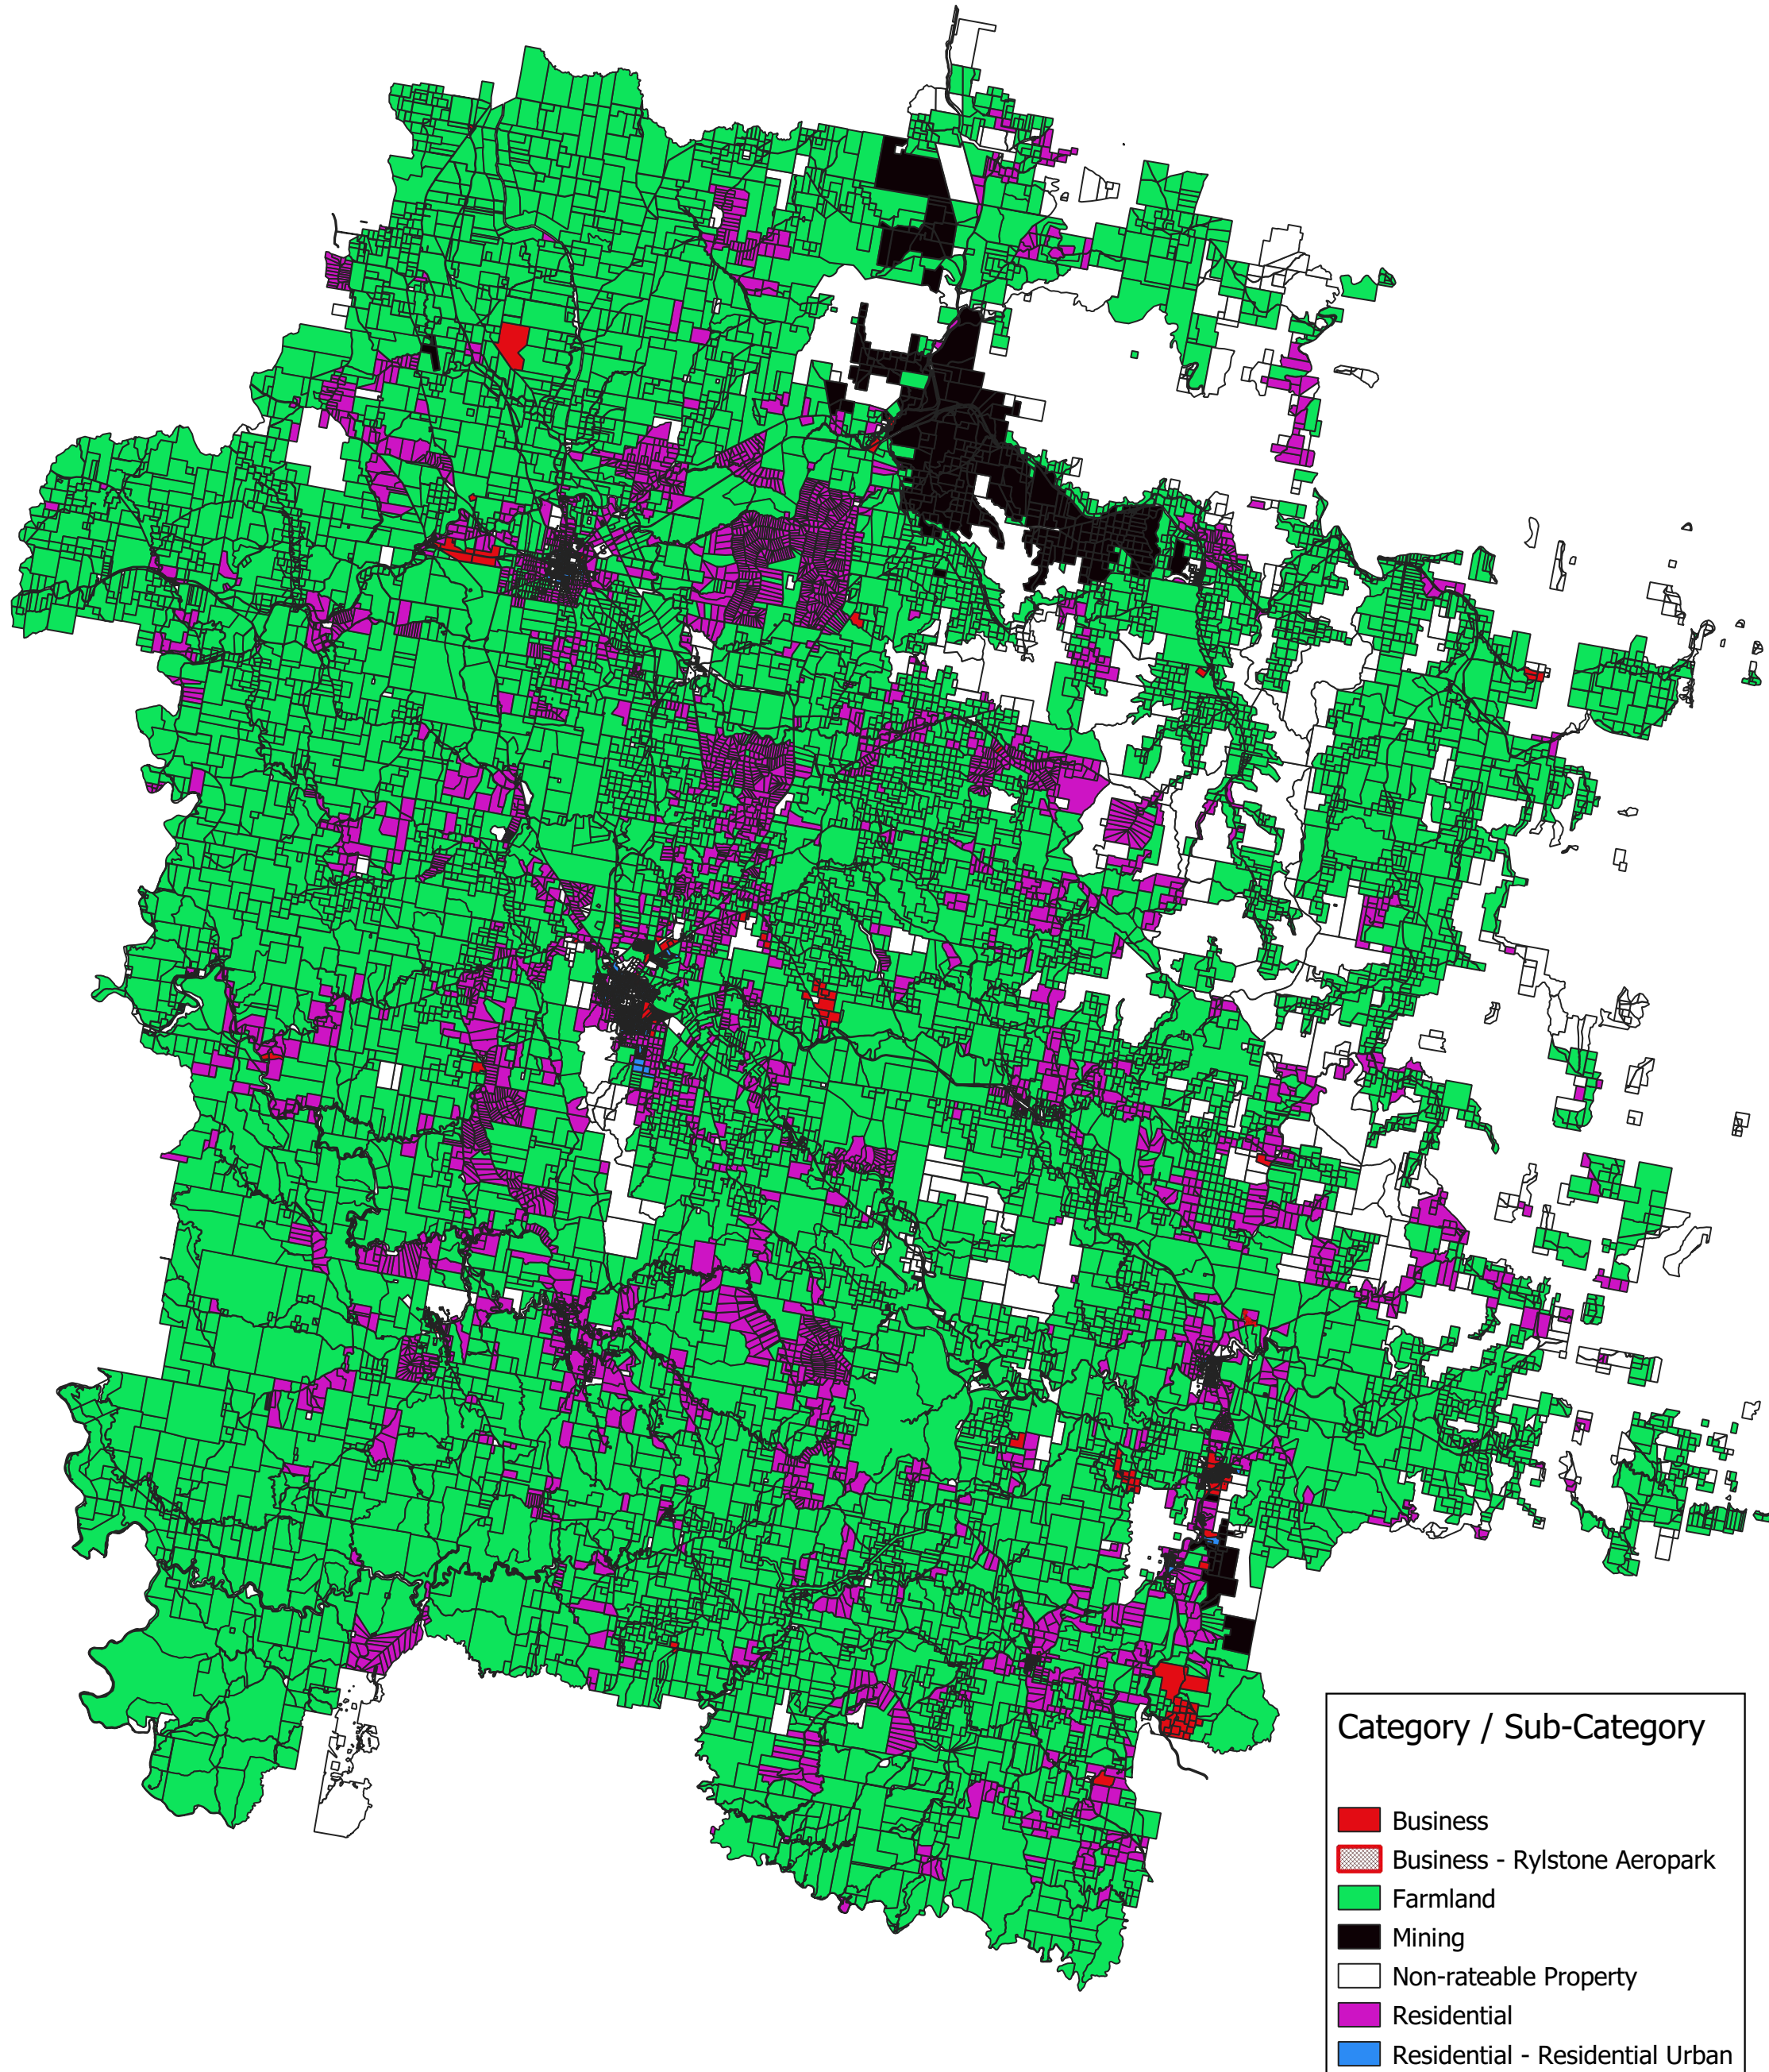 Category / Sub-Category
Business
Business - Rylstone Aeropark
Farmland
Mining
Non-rateable Property
Residential
Residential - Residential Urban